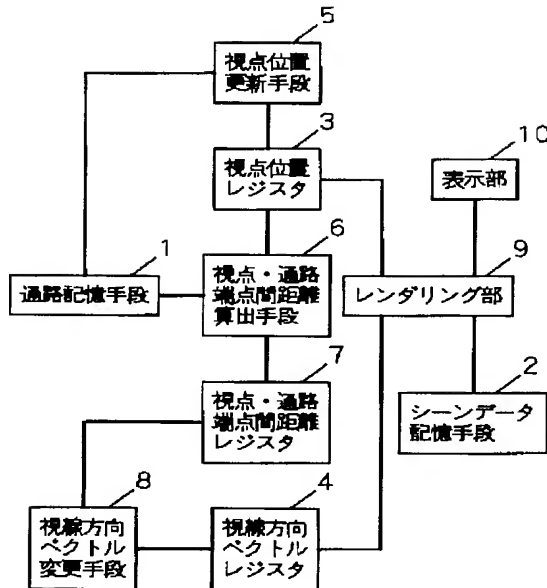 5
視点位置
更新手段
3
視点位置
レジスタ
10
表示部
6
視点・通路
端点間距離
算出手段
1
通路記憶手段
9
レンダリング部
7
視点・通路
端点間距離
レジスタ
2
シーンデータ
記憶手段
8
視線方向
ベクトル
変更手段
4
視線方向
ベクトル
レジスタ